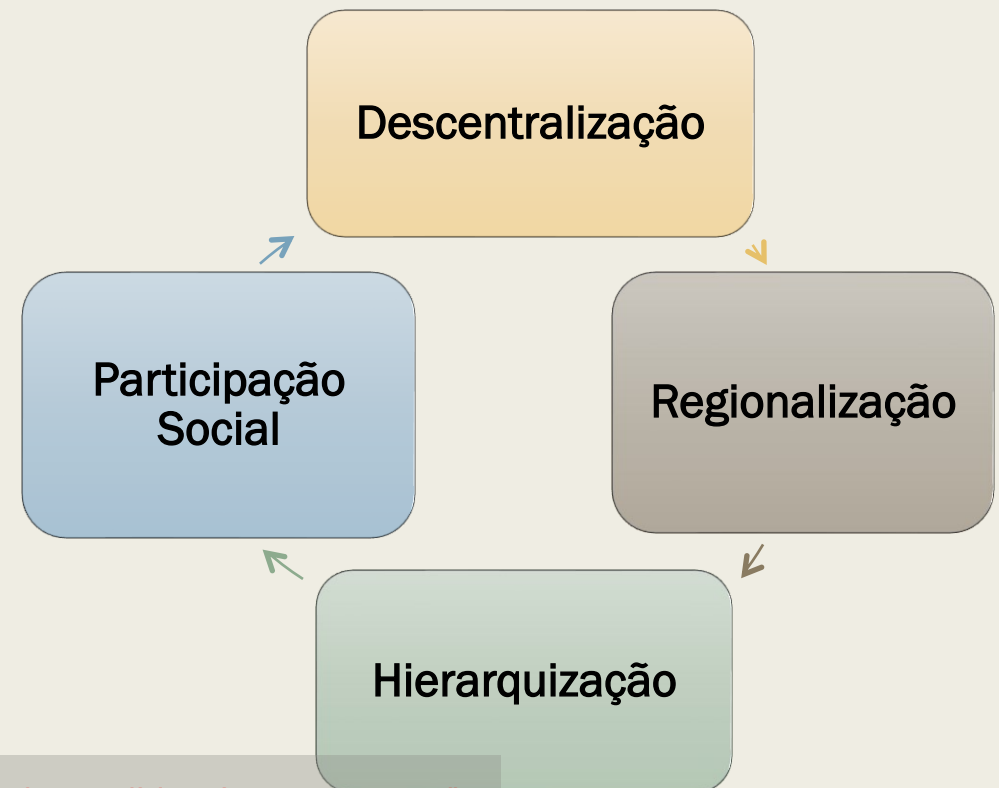 Descentralização
Participação
Social
Regionalização
Hierarquização